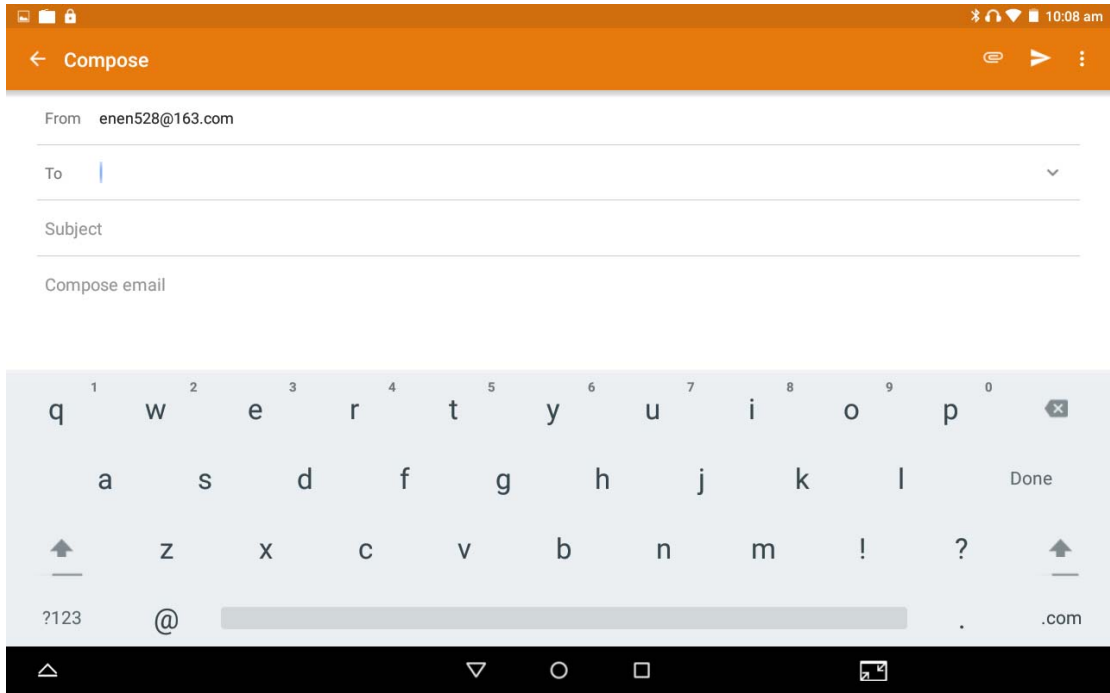 10:08 am
Compose
From enen528@163.com
To
Subject
Compose email
1 2 3 4 5 6 7 8 9 0
q w e r t y u i o p
a s d f g h j k l Done
z x c v b n m ! ?
?123 @ . .com